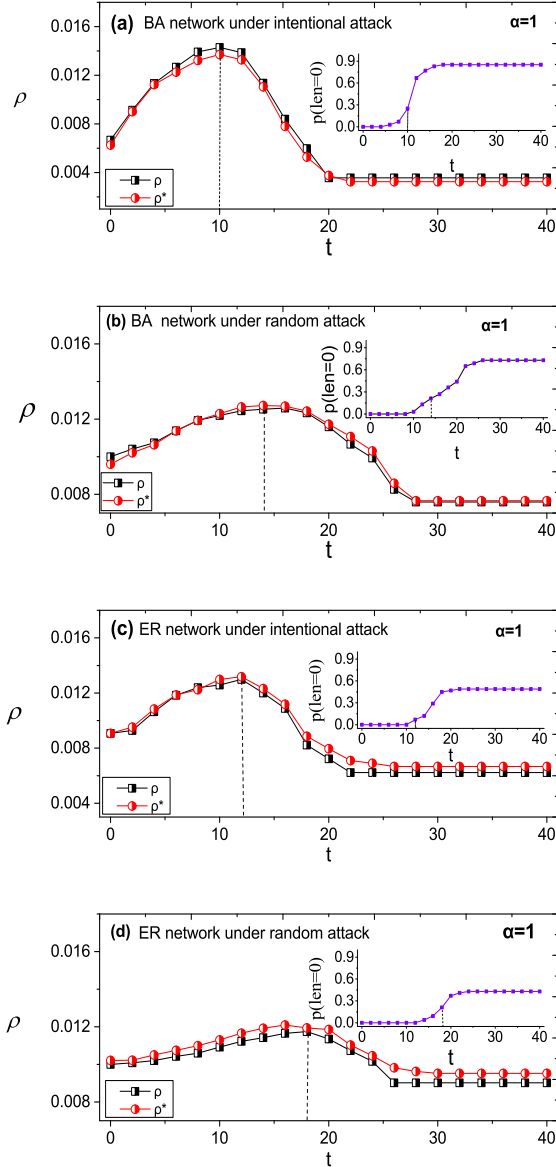 (a) BA network under intentional attack
α=1
0.016
0.012
0.008
0.004
ρ
ρ
ρ*
0 10 20 30 40
t
0.9
0.6
0.3
0.0
p(len=0)
0 10 20 30 40
t
(b) BA network under random attack
α=1
0.016
0.012
0.008
ρ
ρ
ρ*
0 10 20 30 40
t
0.9
0.6
0.3
0.0
p(len=0)
0 10 20 30 40
t
(c) ER network under intentional attack
α=1
0.016
0.012
0.008
0.004
ρ
ρ
ρ*
0 10 20 30 40
t
0.9
0.6
0.3
0.0
p(len=0)
0 10 20 30 40
t
(d) ER network under random attack
α=1
0.016
0.012
0.008
ρ
ρ
ρ*
0 10 20 30 40
t
0.9
0.6
0.3
0.0
p(len=0)
0 10 20 30 40
t